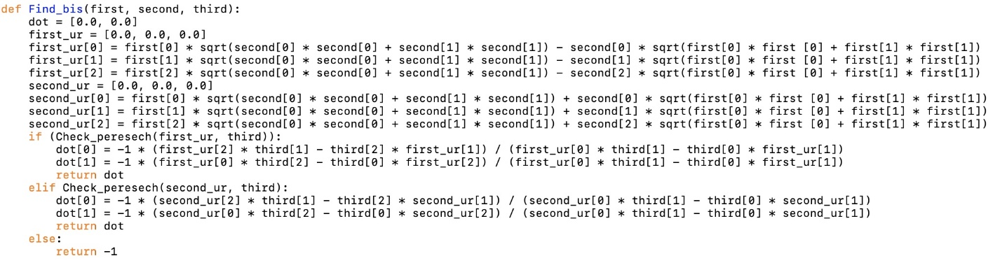 def Find_bis(first, second, third):
    dot = [0.0, 0.0]
    first_ur = [0.0, 0.0, 0.0]
    first_ur[0] = first[0] * sqrt(second[0] * second[0] + second[1] * second[1]) - second[0] * sqrt(first[0] * first [0] + first[1] * first[1])
    first_ur[1] = first[1] * sqrt(second[0] * second[0] + second[1] * second[1]) - second[1] * sqrt(first[0] * first [0] + first[1] * first[1])
    first_ur[2] = first[2] * sqrt(second[0] * second[0] + second[1] * second[1]) - second[2] * sqrt(first[0] * first [0] + first[1] * first[1])
    second_ur = [0.0, 0.0, 0.0]
    second_ur[0] = first[0] * sqrt(second[0] * second[0] + second[1] * second[1]) + second[0] * sqrt(first[0] * first [0] + first[1] * first[1])
    second_ur[1] = first[1] * sqrt(second[0] * second[0] + second[1] * second[1]) + second[1] * sqrt(first[0] * first [0] + first[1] * first[1])
    second_ur[2] = first[2] * sqrt(second[0] * second[0] + second[1] * second[1]) + second[2] * sqrt(first[0] * first [0] + first[1] * first[1])
    if (Check_peresech(first_ur, third)):
        dot[0] = -1 * (first_ur[2] * third[1] - third[2] * first_ur[1]) / (first_ur[0] * third[1] - third[0] * first_ur[1])
        dot[1] = -1 * (first_ur[0] * third[2] - third[0] * first_ur[2]) / (first_ur[0] * third[1] - third[0] * first_ur[1])
        return dot
    elif Check_peresech(second_ur, third):
        dot[0] = -1 * (second_ur[2] * third[1] - third[2] * second_ur[1]) / (second_ur[0] * third[1] - third[0] * second_ur[1])
        dot[1] = -1 * (second_ur[0] * third[2] - third[0] * second_ur[2]) / (second_ur[0] * third[1] - third[0] * second_ur[1])
        return dot
    else:
        return -1